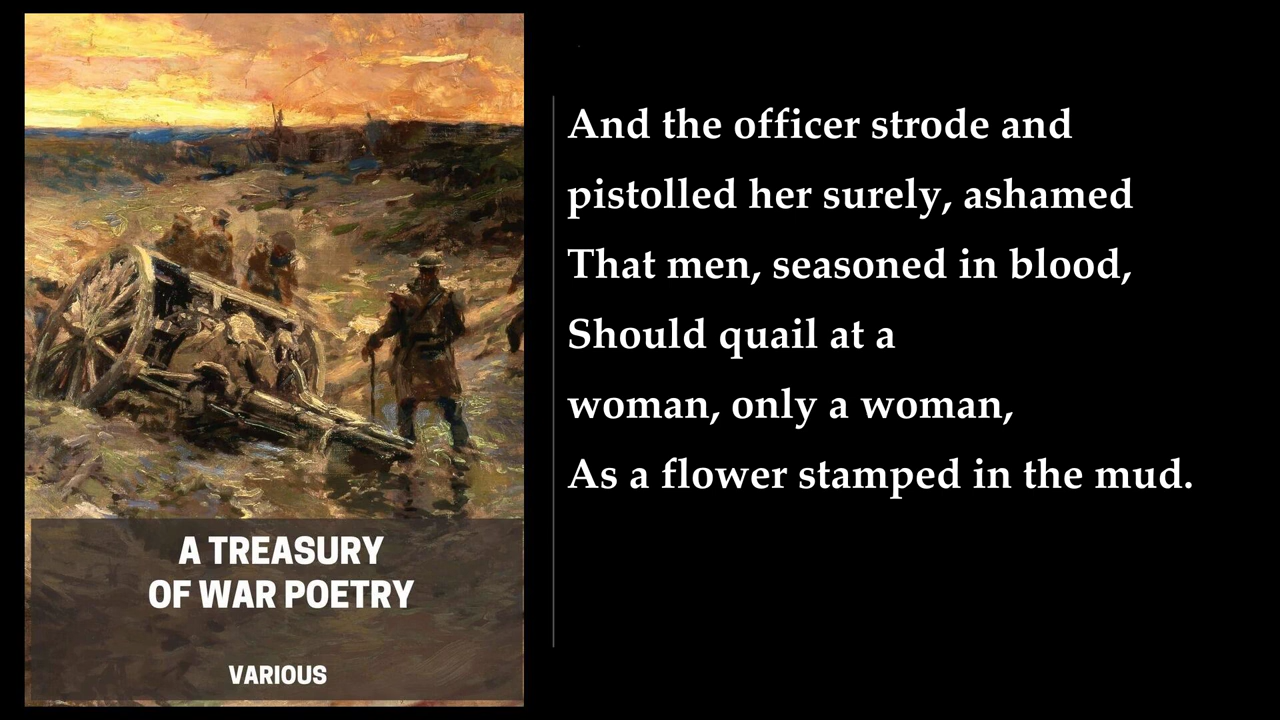 And the officer strode and
pistolled her surely, ashamed
That men, seasoned in blood,
Should quail at a
woman, only a woman,
As a flower stamped in the mud.
A TREASURY
OF WAR POETRY
VARIOUS